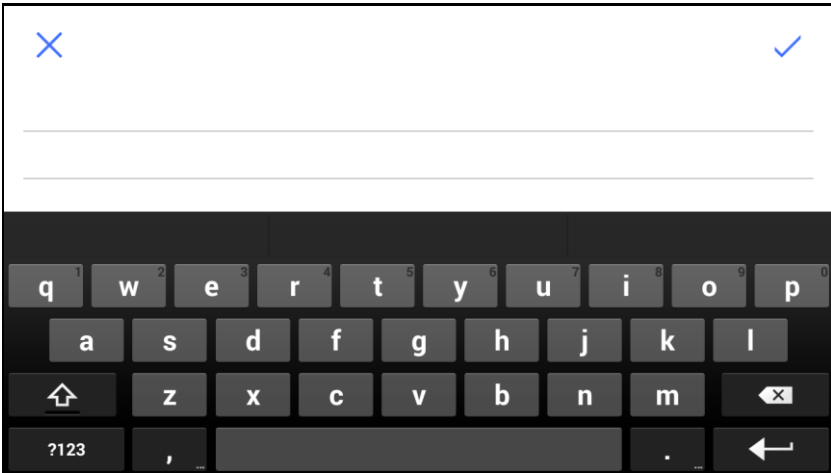 1 2 3 4 5 6 7 8 9 0
q w e r t y u i o p
a s d f g h j k l
z x c v b n m
?123 , ... . ...